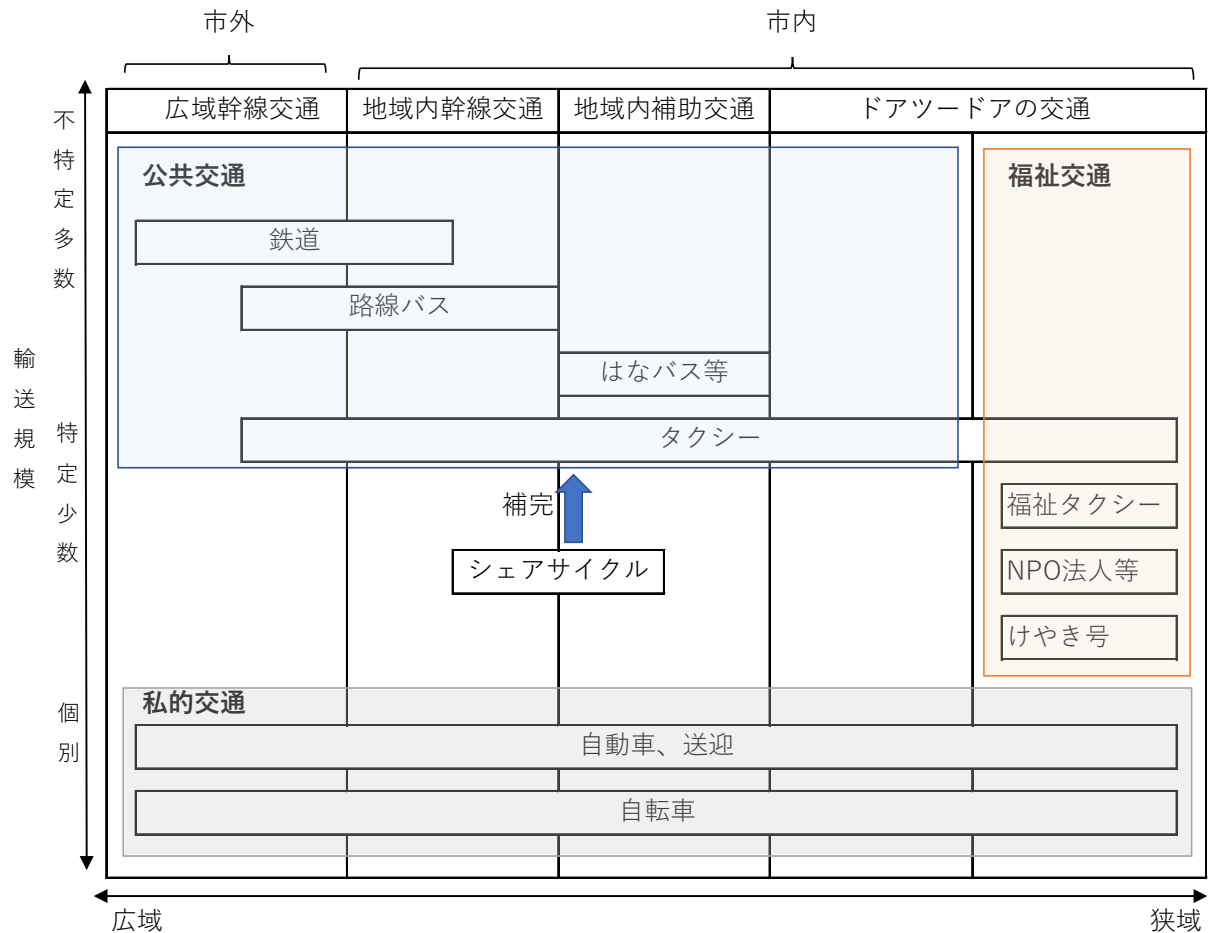 市外
市内
広域幹線交通
地域内幹線交通
地域内補助交通
ドアツードアの交通
不特定多数
特定少数
個別
輸送規模
公共交通
福祉交通
鉄道
路線バス
はなバス等
タクシー
補完
シェアサイクル
福祉タクシー
NPO法人等
けやき号
私的交通
自動車、送迎
自転車
広域
狭域